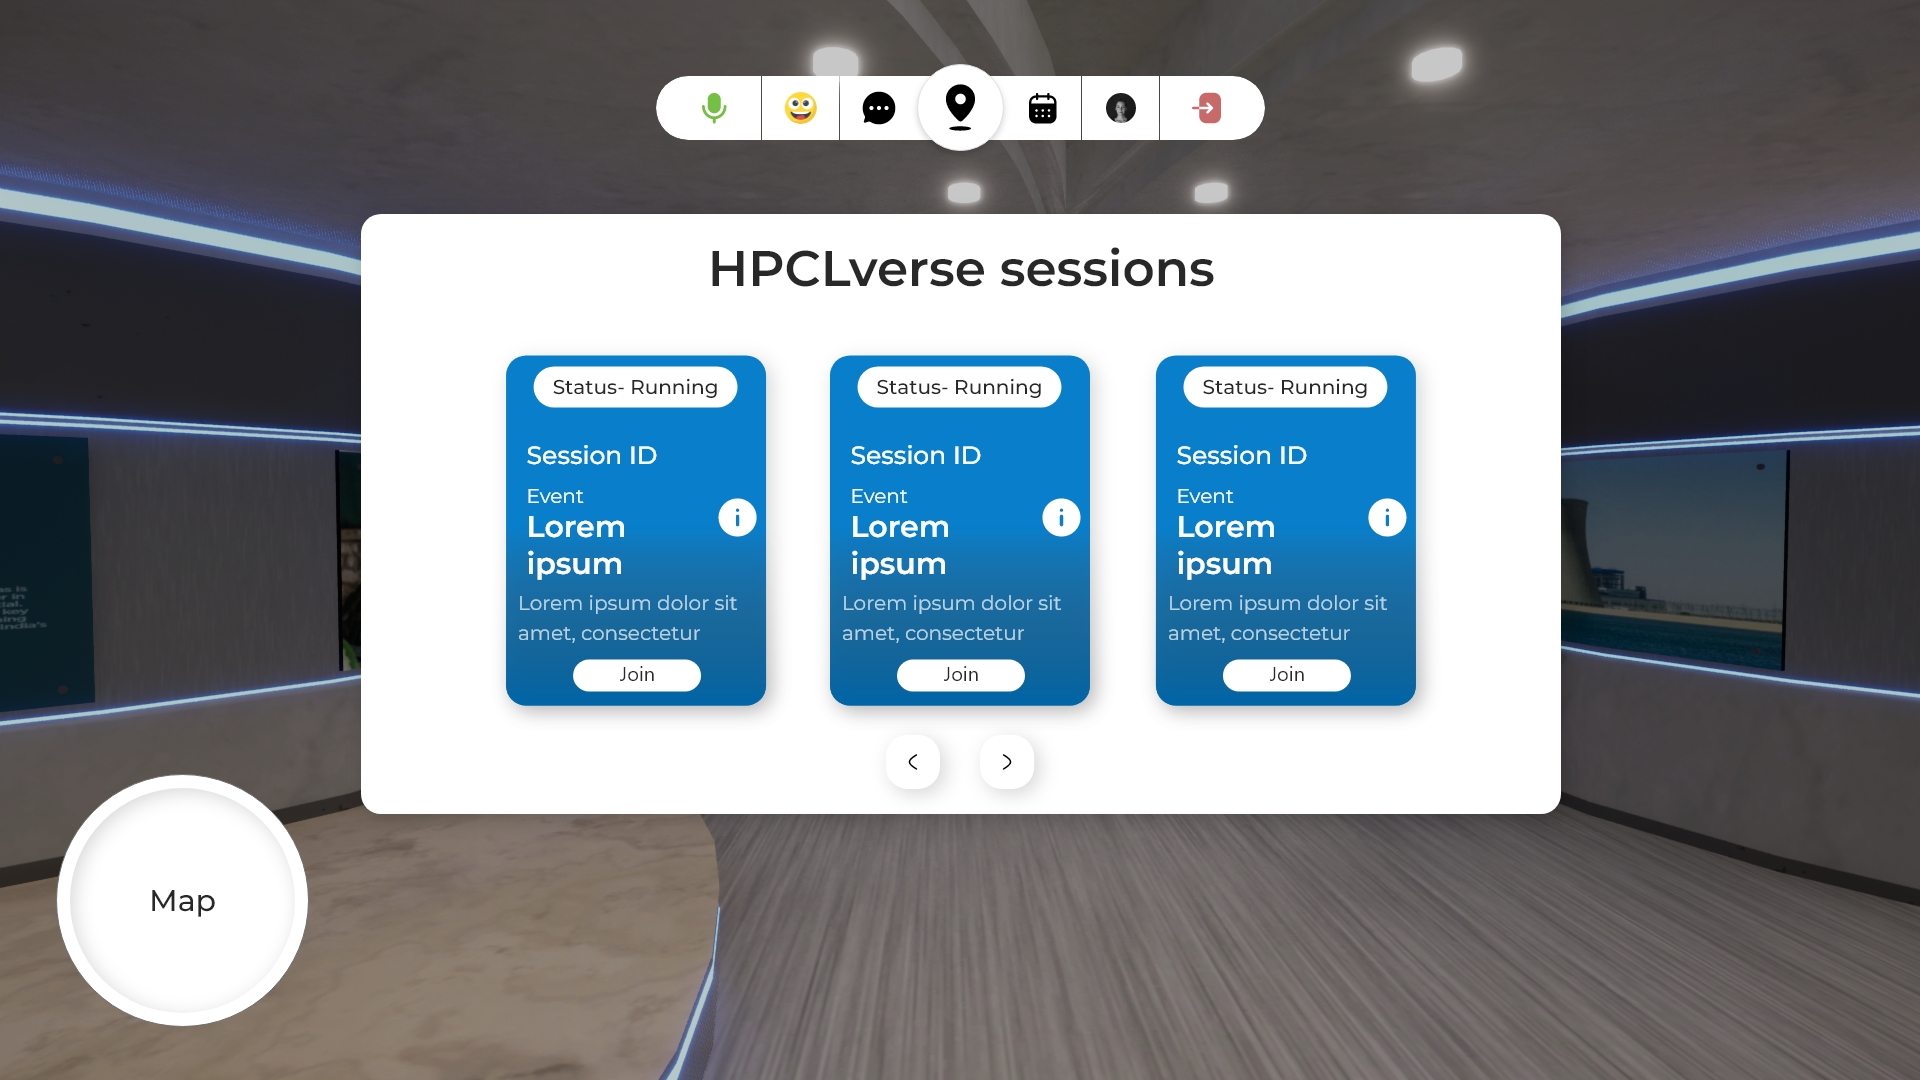 HPCLverse sessions
Status- Running
Session ID
Event
Lorem
ipsum
Lorem ipsum dolor sit
amet, consectetur
Join
Status- Running
Session ID
Event
Lorem
ipsum
Lorem ipsum dolor sit
amet, consectetur
Join
Status- Running
Session ID
Event
Lorem
ipsum
Lorem ipsum dolor sit
amet, consectetur
Join
key
India's
Map